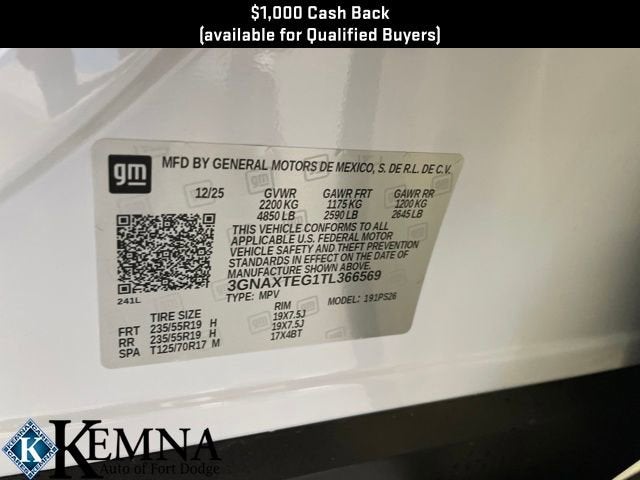 $1,000 Cash Back
(available for Qualified Buyers)
gm MFD BY GENERAL MOTORS DE MEXICO, S. DE R.L. DE C.V.
12/25 GVWR GAWR FRT GAWR RR
2200 KG 1175 KG 1200 KG
4850 LB 2590 LB 2645 LB
THIS VEHICLE CONFORMS TO ALL
APPLICABLE U.S. FEDERAL MOTOR
VEHICLE SAFETY AND THEFT PREVENTION
STANDARDS IN EFFECT ON THE DATE OF
MANUFACTURE SHOWN ABOVE.
3GNAXTEG1TL366569
TYPE: MPV MODEL: 191PS26
241L
TIRE SIZE RIM
FRT 235/55R19 H 19X7.5J
RR 235/55R19 H 19X7.5J
SPA T125/70R17 M 17X4BT
KEMNA
Auto of Fort Dodge